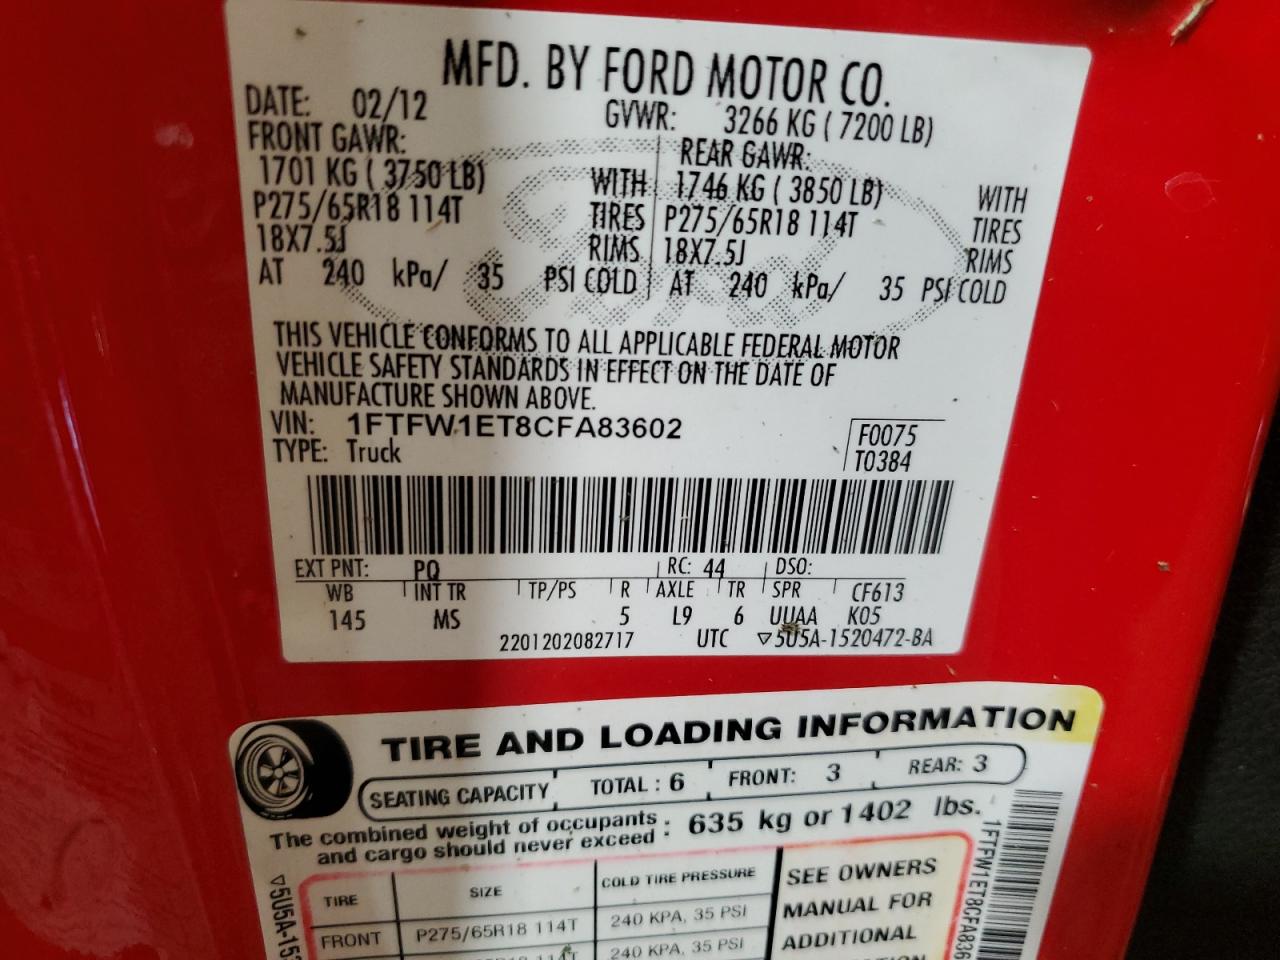 MFD. BY FORD MOTOR CO.
DATE: 02/12 GVWR: 3266 KG ( 7200 LB)
FRONT GAWR: REAR GAWR:
1701 KG ( 3750 LB) WITH 1746 KG ( 3850 LB) WITH
P275/65R18 114T TIRES P275/65R18 114T TIRES
18X7.5J RIMS 18X7.5J RIMS
AT 240 kPa/ 35 PSI COLD AT 240 kPa/ 35 PSI COLD
THIS VEHICLE CONFORMS TO ALL APPLICABLE FEDERAL MOTOR
VEHICLE SAFETY STANDARDS IN EFFECT ON THE DATE OF
MANUFACTURE SHOWN ABOVE.
VIN: 1FTFW1ET8CFA83602 F0075
TYPE: Truck T0384
EXT PNT: PQ RC: 44 DSO:
WB INT TR TP/PS R AXLE TR SPR CF613
145 MS 5 L9 6 UUAA K05
2201202082717 UTC ▽5U5A-1520472-BA
TIRE AND LOADING INFORMATION
SEATING CAPACITY TOTAL : 6 FRONT: 3 REAR: 3
The combined weight of occupants
and cargo should never exceed : 635 kg or 1402 lbs.
TIRE SIZE COLD TIRE PRESSURE SEE OWNERS
FRONT P275/65R18 114T 240 KPA, 35 PSI MANUAL FOR
114T 240 KPA, 35 PSI ADDITIONAL
▽5U5A-15
1FTFW1ET8CFA836